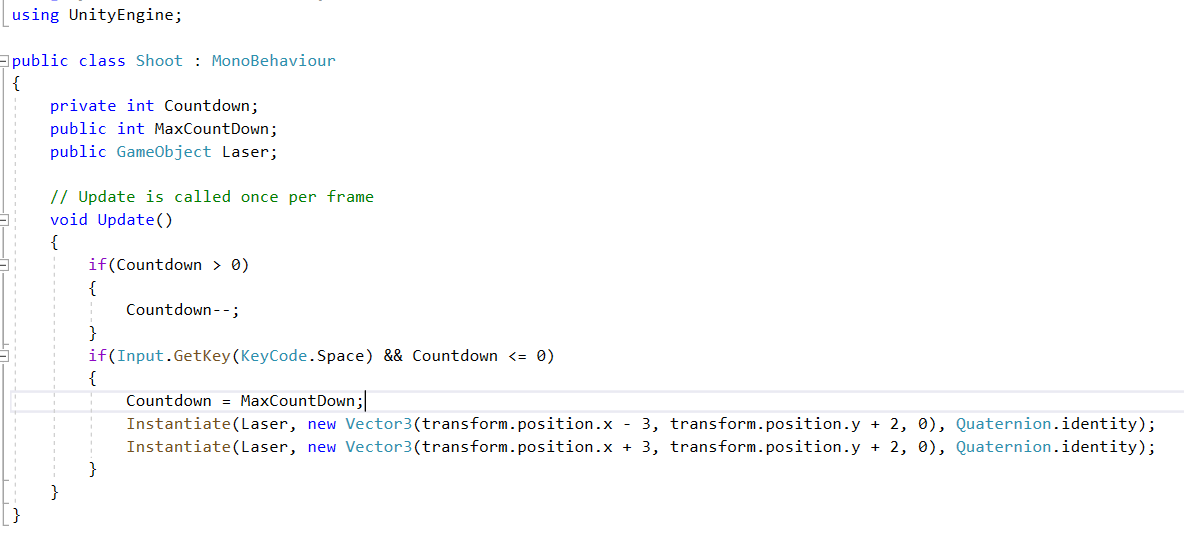 using UnityEngine;
public class Shoot : MonoBehaviour
{
    private int Countdown;
    public int MaxCountDown;
    public GameObject Laser;
    // Update is called once per frame
    void Update()
    {
        if(Countdown > 0)
        {
            Countdown--;
        }
        if(Input.GetKey(KeyCode.Space) && Countdown <= 0)
        {
            Countdown = MaxCountDown;
            Instantiate(Laser, new Vector3(transform.position.x - 3, transform.position.y + 2, 0), Quaternion.identity);
            Instantiate(Laser, new Vector3(transform.position.x + 3, transform.position.y + 2, 0), Quaternion.identity);
        }
    }
}